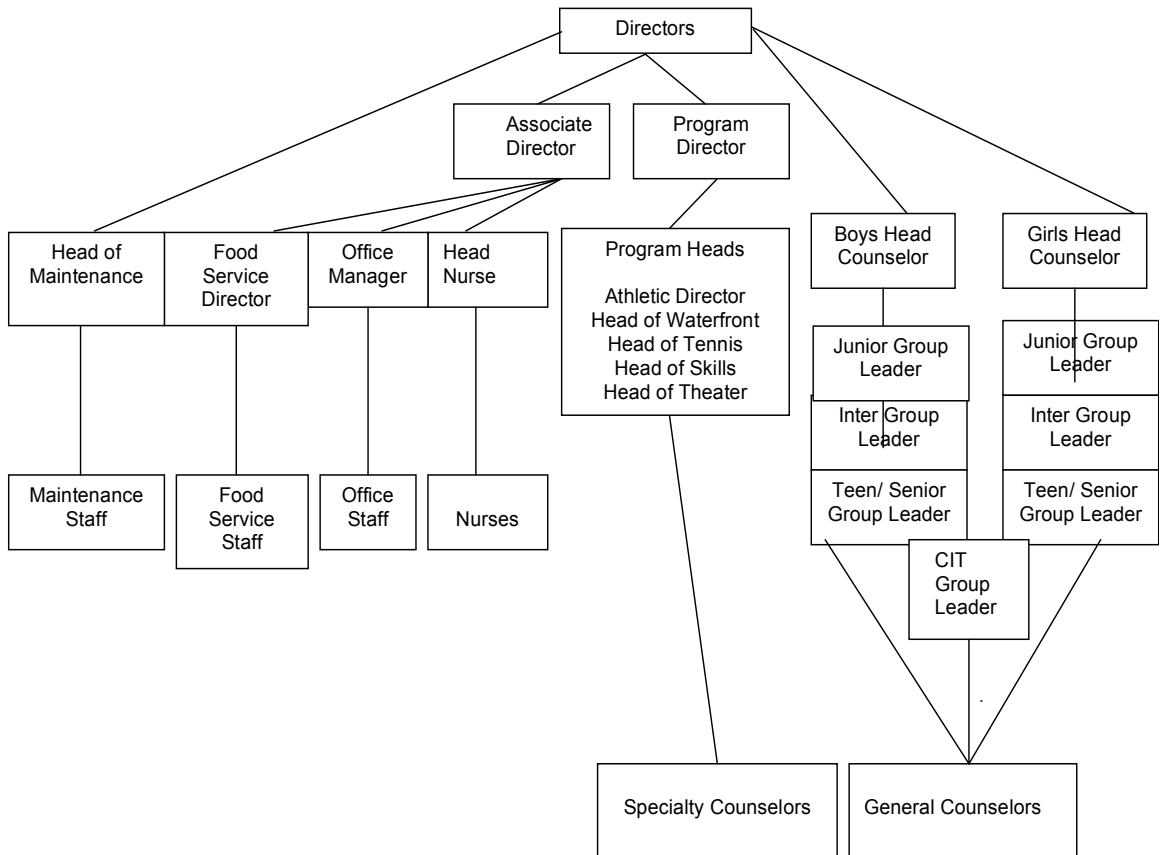 Directors
Associate
Director
Program
Director
Head of
Maintenance
Food
Service
Director
Office
Manager
Head
Nurse
Program Heads
Athletic Director
Head of Waterfront
Head of Tennis
Head of Skills
Head of Theater
Boys Head
Counselor
Girls Head
Counselor
Junior Group
Leader
Junior Group
Leader
Inter Group
Leader
Inter Group
Leader
Teen/ Senior
Group Leader
Teen/ Senior
Group Leader
CIT
Group
Leader
Maintenance
Staff
Food
Service
Staff
Office
Staff
Nurses
Specialty Counselors
General Counselors